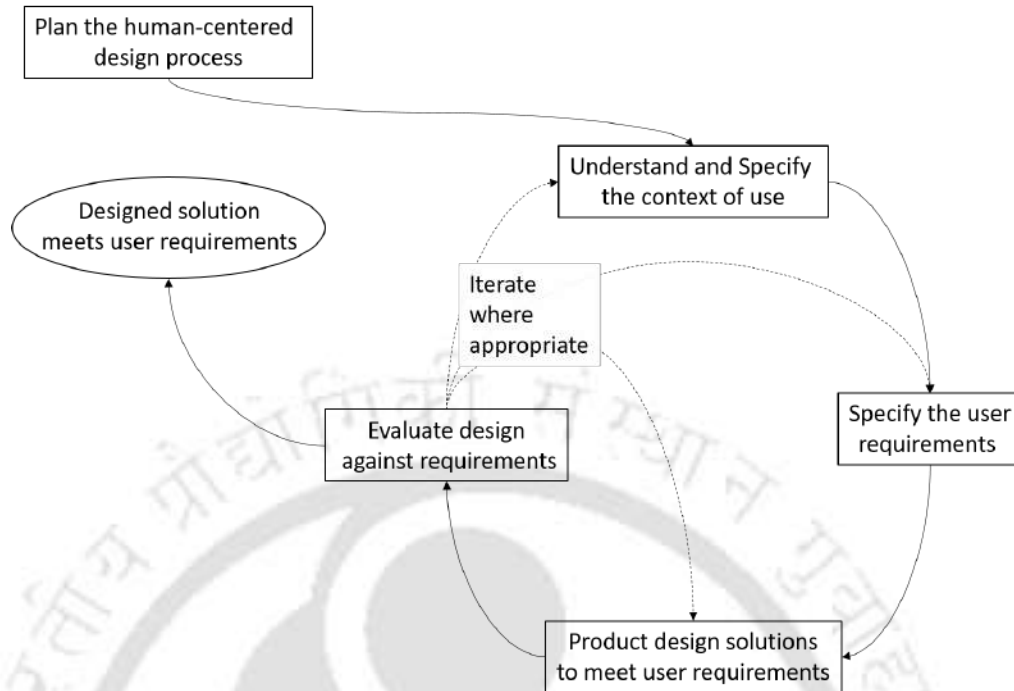 Plan the human-centered
design process
Understand and Specify
the context of use
Designed solution
meets user requirements
Iterate
where
appropriate
Specify the user
requirements
Evaluate design
against requirements
Product design solutions
to meet user requirements